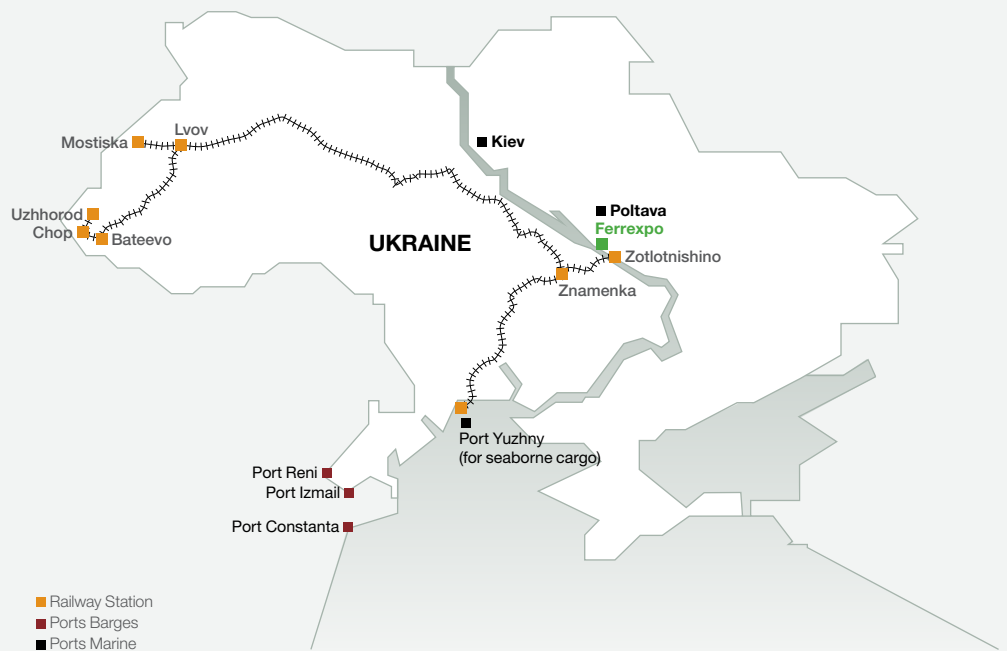 Lvov
Mostiska
Kiev
Uzhhorod
Chop
Bateevo
Poltava
Ferrexpo
UKRAINE
Zotlotnishino
Znamenka
Port Yuzhny
(for seaborne cargo)
Port Reni
Port Izmail
Port Constanta
Railway Station
Ports Barges
Ports Marine